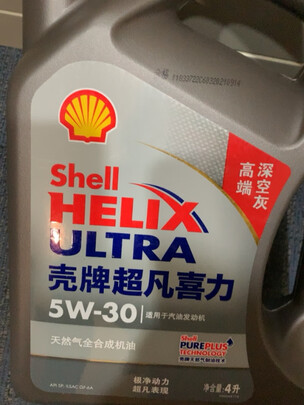 合格
Shell
HELIX
ULTRA
壳牌超凡喜力
5W-30
适用于汽油发动机
天然气全合成机油
深空灰
高端
Shell
PUREPLUS
TECHNOLOGY
极净动力
超凡表现
净含量:4升